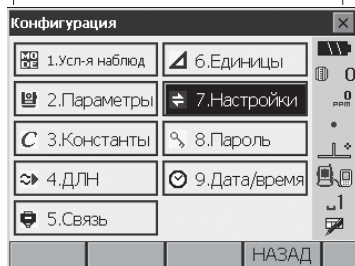 Конфигурация
1.Усл-я наблюд
6.Единицы
2.Параметры
7.Настройки
3.Константы
8.Пароль
4.ДЛН
9.Дата/время
5.Связь
0
0
PPM
1
НАЗАД